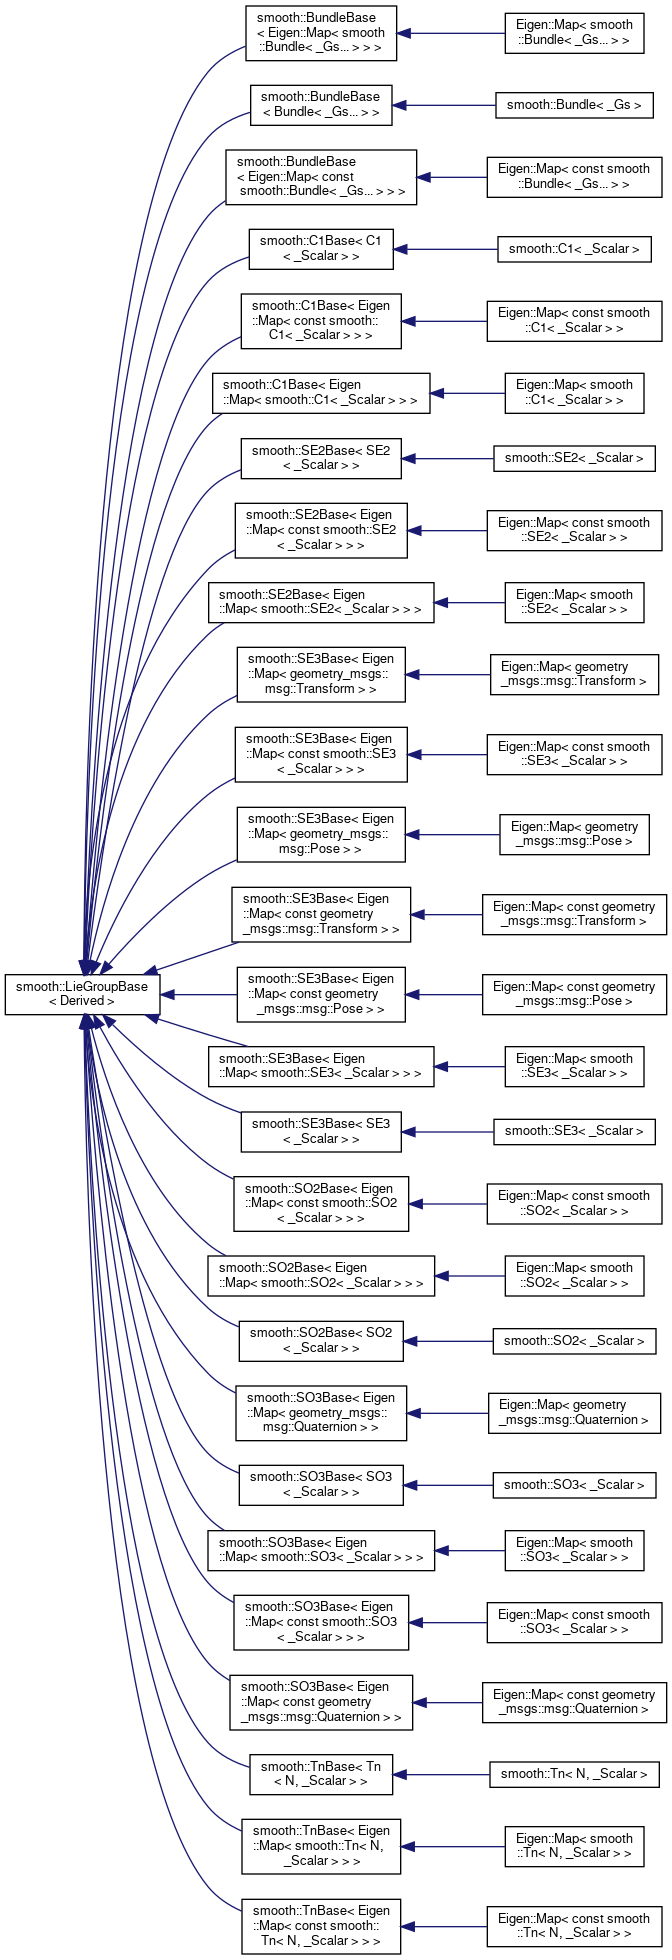 smooth::BundleBase
< Eigen::Map< smooth
::Bundle< _Gs... > > >
Eigen::Map< smooth
::Bundle< _Gs... > >
smooth::BundleBase
< Bundle< _Gs... > >
smooth::Bundle< _Gs >
smooth::BundleBase
< Eigen::Map< const
smooth::Bundle< _Gs... > > >
Eigen::Map< const smooth
::Bundle< _Gs... > >
smooth::C1Base< C1
< _Scalar > >
smooth::C1< _Scalar >
smooth::C1Base< Eigen
::Map< const smooth::
C1< _Scalar > > >
Eigen::Map< const smooth
::C1< _Scalar > >
smooth::C1Base< Eigen
::Map< smooth::C1< _Scalar > > >
Eigen::Map< smooth
::C1< _Scalar > >
smooth::SE2Base< SE2
< _Scalar > >
smooth::SE2< _Scalar >
smooth::SE2Base< Eigen
::Map< const smooth::SE2
< _Scalar > > >
Eigen::Map< const smooth
::SE2< _Scalar > >
smooth::SE2Base< Eigen
::Map< smooth::SE2< _Scalar > > >
Eigen::Map< smooth
::SE2< _Scalar > >
smooth::SE3Base< Eigen
::Map< geometry_msgs::
msg::Transform > >
Eigen::Map< geometry
_msgs::msg::Transform >
smooth::SE3Base< Eigen
::Map< const smooth::SE3
< _Scalar > > >
Eigen::Map< const smooth
::SE3< _Scalar > >
smooth::SE3Base< Eigen
::Map< geometry_msgs::
msg::Pose > >
Eigen::Map< geometry
_msgs::msg::Pose >
smooth::SE3Base< Eigen
::Map< const geometry
_msgs::msg::Transform > >
Eigen::Map< const geometry
_msgs::msg::Transform >
smooth::LieGroupBase
< Derived >
smooth::SE3Base< Eigen
::Map< const geometry
_msgs::msg::Pose > >
Eigen::Map< const geometry
_msgs::msg::Pose >
smooth::SE3Base< Eigen
::Map< smooth::SE3< _Scalar > > >
Eigen::Map< smooth
::SE3< _Scalar > >
smooth::SE3Base< SE3
< _Scalar > >
smooth::SE3< _Scalar >
smooth::SO2Base< Eigen
::Map< const smooth::SO2
< _Scalar > > >
Eigen::Map< const smooth
::SO2< _Scalar > >
smooth::SO2Base< Eigen
::Map< smooth::SO2< _Scalar > > >
Eigen::Map< smooth
::SO2< _Scalar > >
smooth::SO2Base< SO2
< _Scalar > >
smooth::SO2< _Scalar >
smooth::SO3Base< Eigen
::Map< geometry_msgs::
msg::Quaternion > >
Eigen::Map< geometry
_msgs::msg::Quaternion >
smooth::SO3Base< SO3
< _Scalar > >
smooth::SO3< _Scalar >
smooth::SO3Base< Eigen
::Map< smooth::SO3< _Scalar > > >
Eigen::Map< smooth
::SO3< _Scalar > >
smooth::SO3Base< Eigen
::Map< const smooth::SO3
< _Scalar > > >
Eigen::Map< const smooth
::SO3< _Scalar > >
smooth::SO3Base< Eigen
::Map< const geometry
_msgs::msg::Quaternion > >
Eigen::Map< const geometry
_msgs::msg::Quaternion >
smooth::TnBase< Tn
< N, _Scalar > >
smooth::Tn< N, _Scalar >
smooth::TnBase< Eigen
::Map< smooth::Tn< N,
_Scalar > > >
Eigen::Map< smooth
::Tn< N, _Scalar > >
smooth::TnBase< Eigen
::Map< const smooth::
Tn< N, _Scalar > > >
Eigen::Map< const smooth
::Tn< N, _Scalar > >